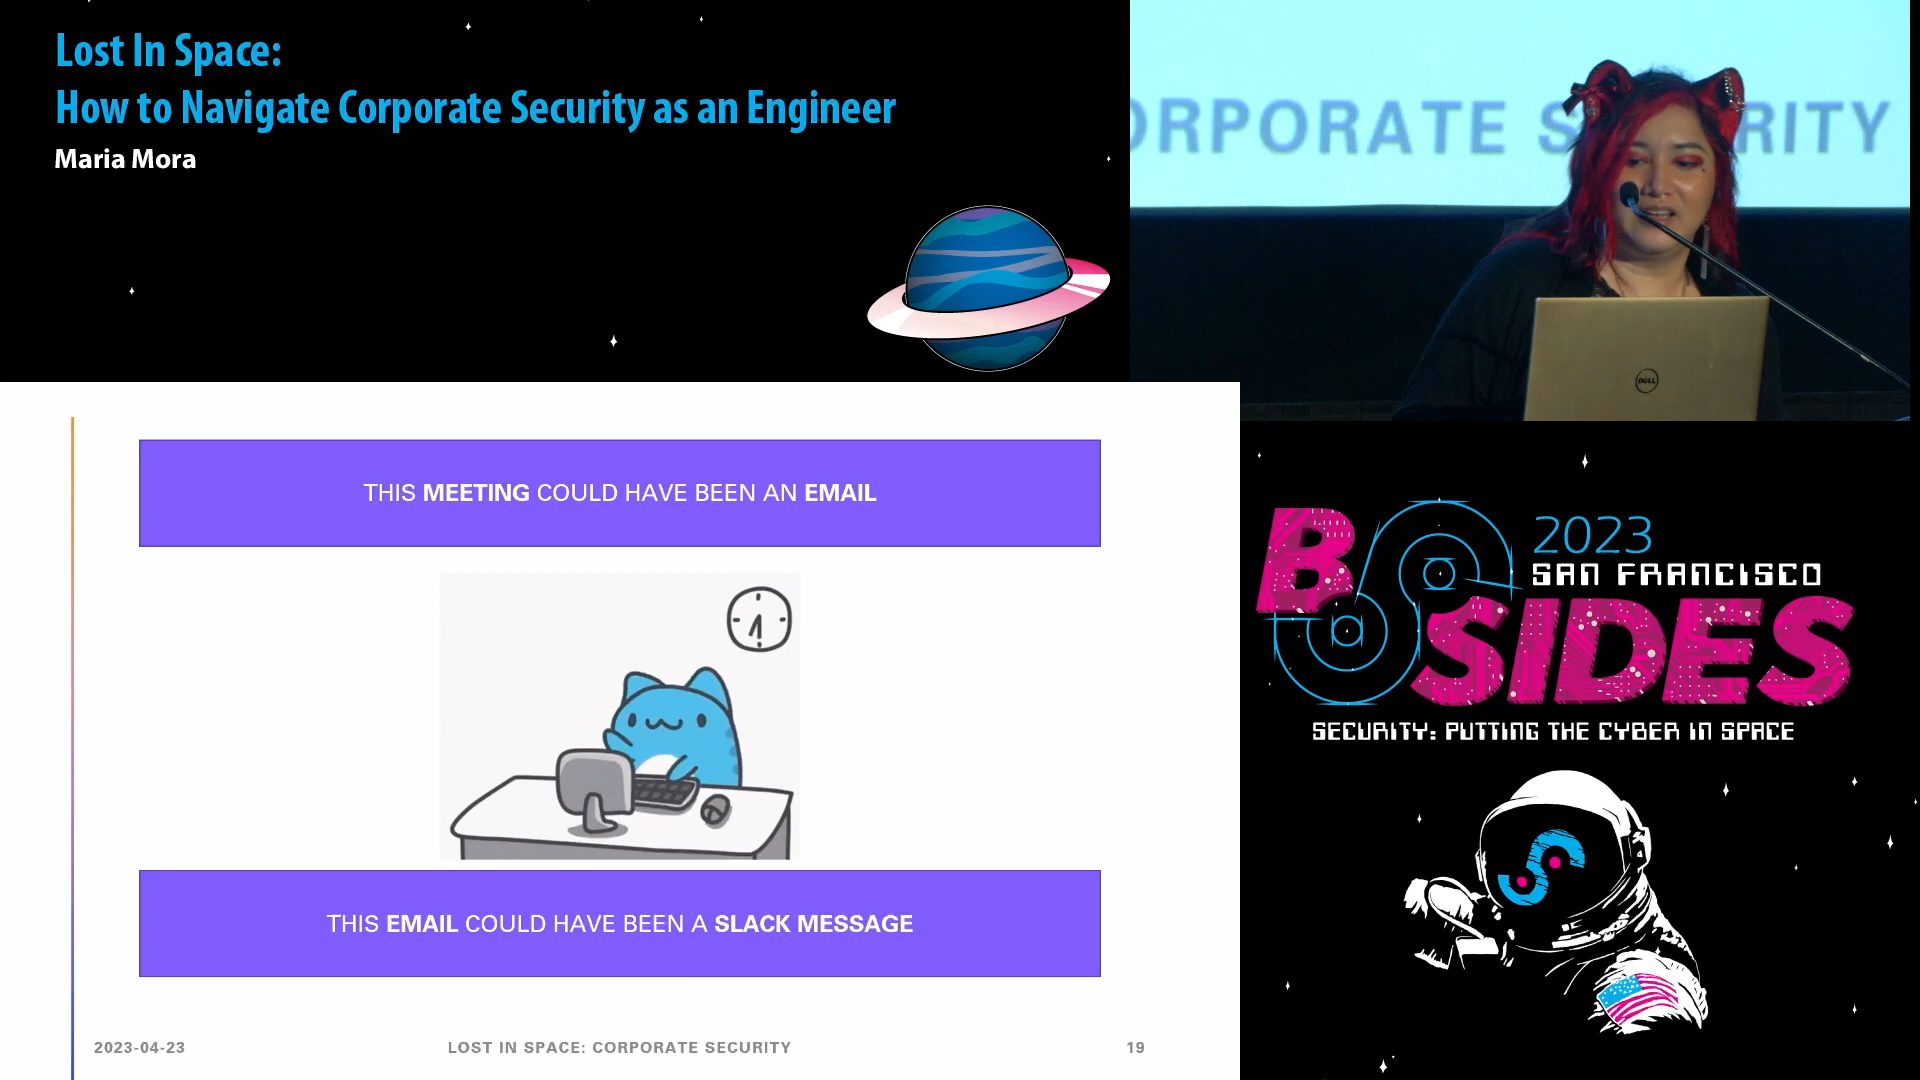 Lost In Space:
How to Navigate Corporate Security as an Engineer
Maria Mora
ORPORATE S RITY
DELL
THIS MEETING COULD HAVE BEEN AN EMAIL
THIS EMAIL COULD HAVE BEEN A SLACK MESSAGE
2023-04-23
LOST IN SPACE: CORPORATE SECURITY
19
2023
SAN FRANCISCO
BSIDES
SECURITY: PUTTING THE CYBER IN SPACE